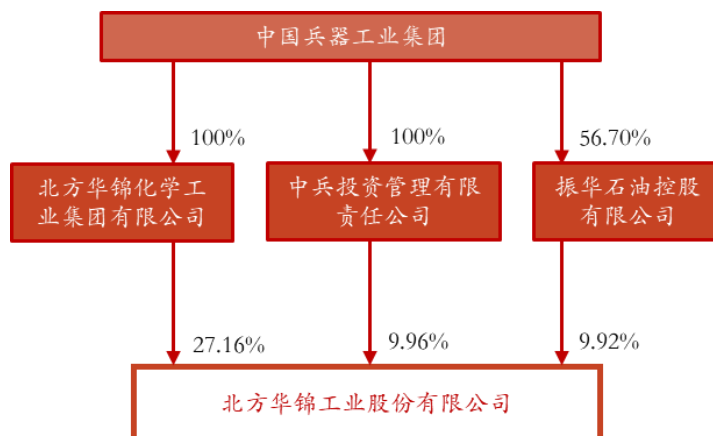 中国兵器工业集团
100%
100%
56.70%
北方华锦化学工
业集团有限公司
中兵投资管理有限
责任公司
振华石油控股
有限公司
27.16%
9.96%
9.92%
北方华锦工业股份有限公司